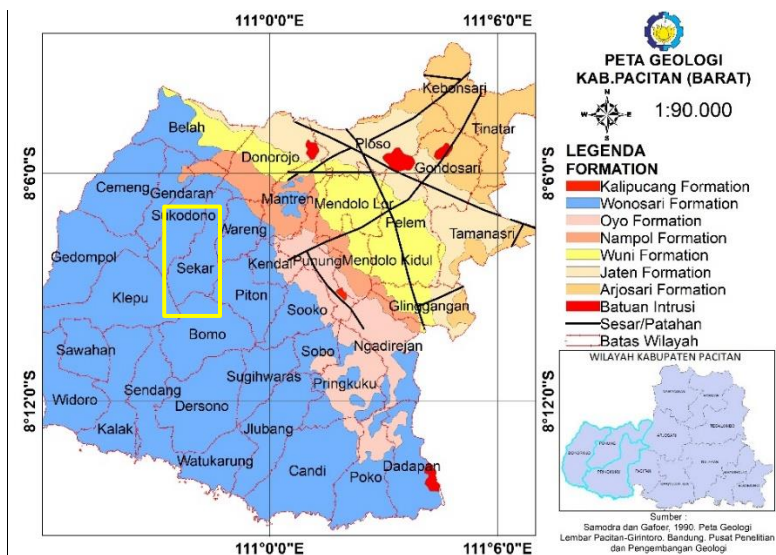 111°0'0"E
111°6'0"E
8°6'0"S
8°12'0"S
8°6'0"S
8°12'0"S
111°0'0"E
111°6'0"E
Kebonsari
Tinatar
Belah
Ploso
Donorojo
Gondosari
Cemeng
Gendaran
Mantren
Mendolo Lor
Sukodono
Pelem
Wareng
Tamanasri
Gedompol
Sekar
Kendal
Punung
Mendolo Kidul
Klepu
Piton
Glinggangan
Sooko
Bomo
Ngadirejan
Sawahan
Sobo
Sugihwaras
Pringkuku
Sendang
Widoro
Dersono
Kalak
Jlubang
Watukarung
Candi
Dadapan
Poko
PETA GEOLOGI
KAB.PACITAN (BARAT)
N
W E
S
1:90.000
LEGENDA
FORMATION
Kalipucang Formation
Wonosari Formation
Oyo Formation
Nampol Formation
Wuni Formation
Jaten Formation
Arjosari Formation
Batuan Intrusi
Sesar/Patahan
Batas Wilayah
WILAYAH KABUPATEN PACITAN
ARJOSARI
PUNUNG
DONOROJO
PRINGKUKU
PACITAN
Sumber :
Samodra dan Gafoer, 1990. Peta Geologi
Lembar Pacitan-Girintoro. Bandung. Pusat Penelitian
dan Pengembangan Geologi